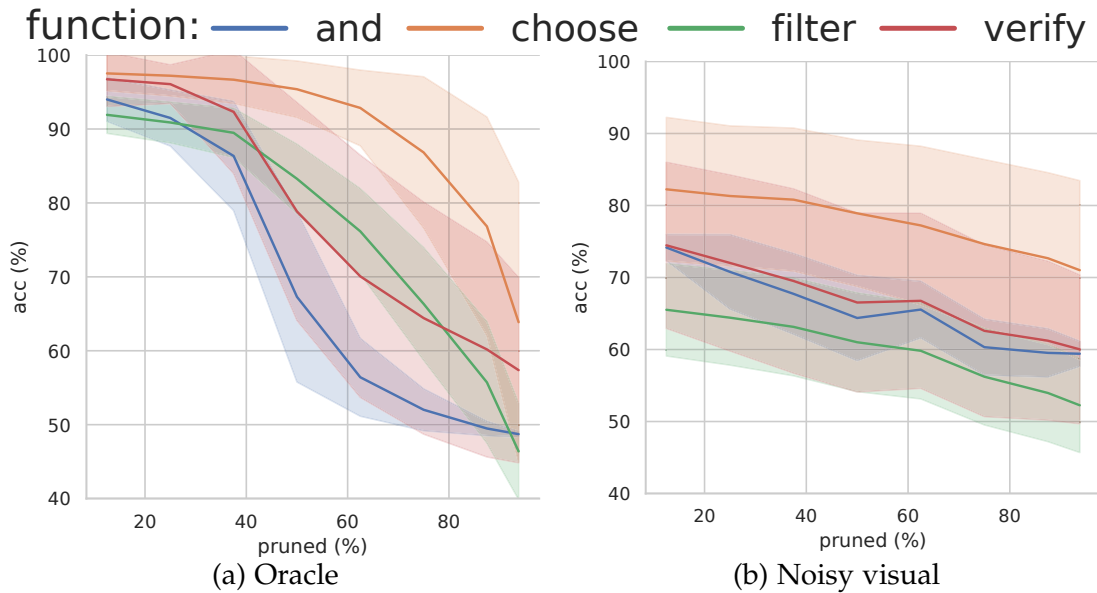 function: and choose filter verify
100
90
80
70
60
50
40
acc (%)
20 40 60 80
pruned (%)
(a) Oracle
100
90
80
70
60
50
40
acc (%)
20 40 60 80
pruned (%)
(b) Noisy visual